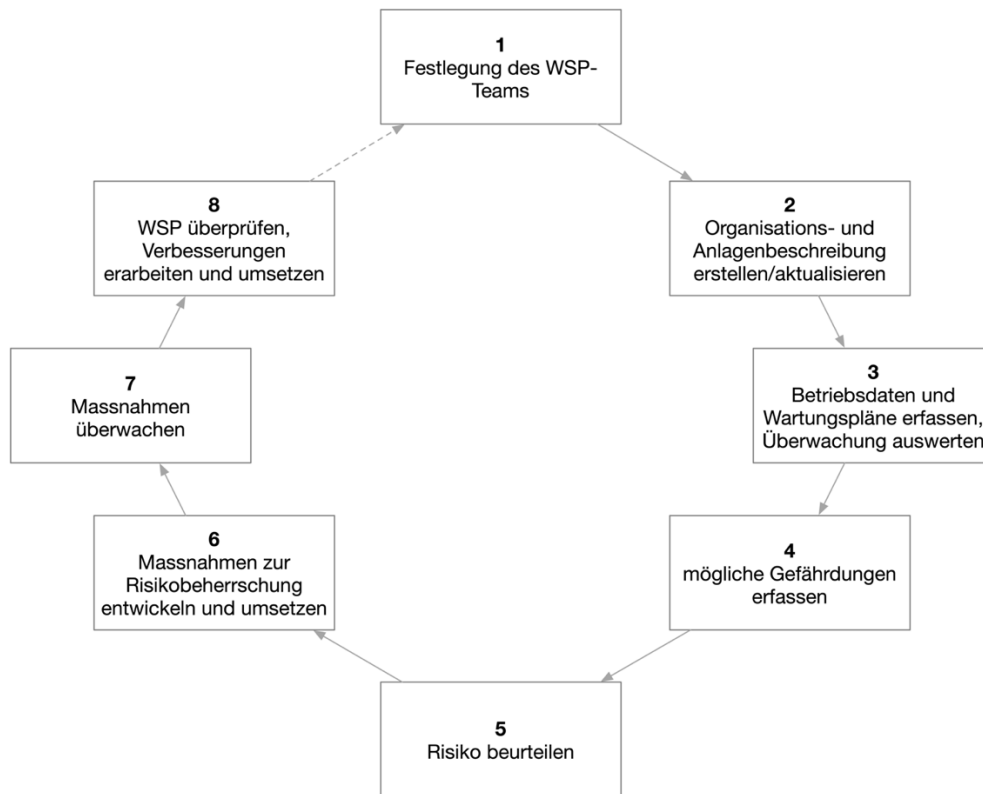 1
Festlegung des WSP-
Teams
2
Organisations- und
Anlagenbeschreibung
erstellen/aktualisieren
3
Betriebsdaten und
Wartungspläne erfassen,
Überwachung auswerten
4
mögliche Gefährdungen
erfassen
5
Risiko beurteilen
6
Massnahmen zur
Risikobeherrschung
entwickeln und umsetzen
7
Massnahmen
überwachen
8
WSP überprüfen,
Verbesserungen
erarbeiten und umsetzen